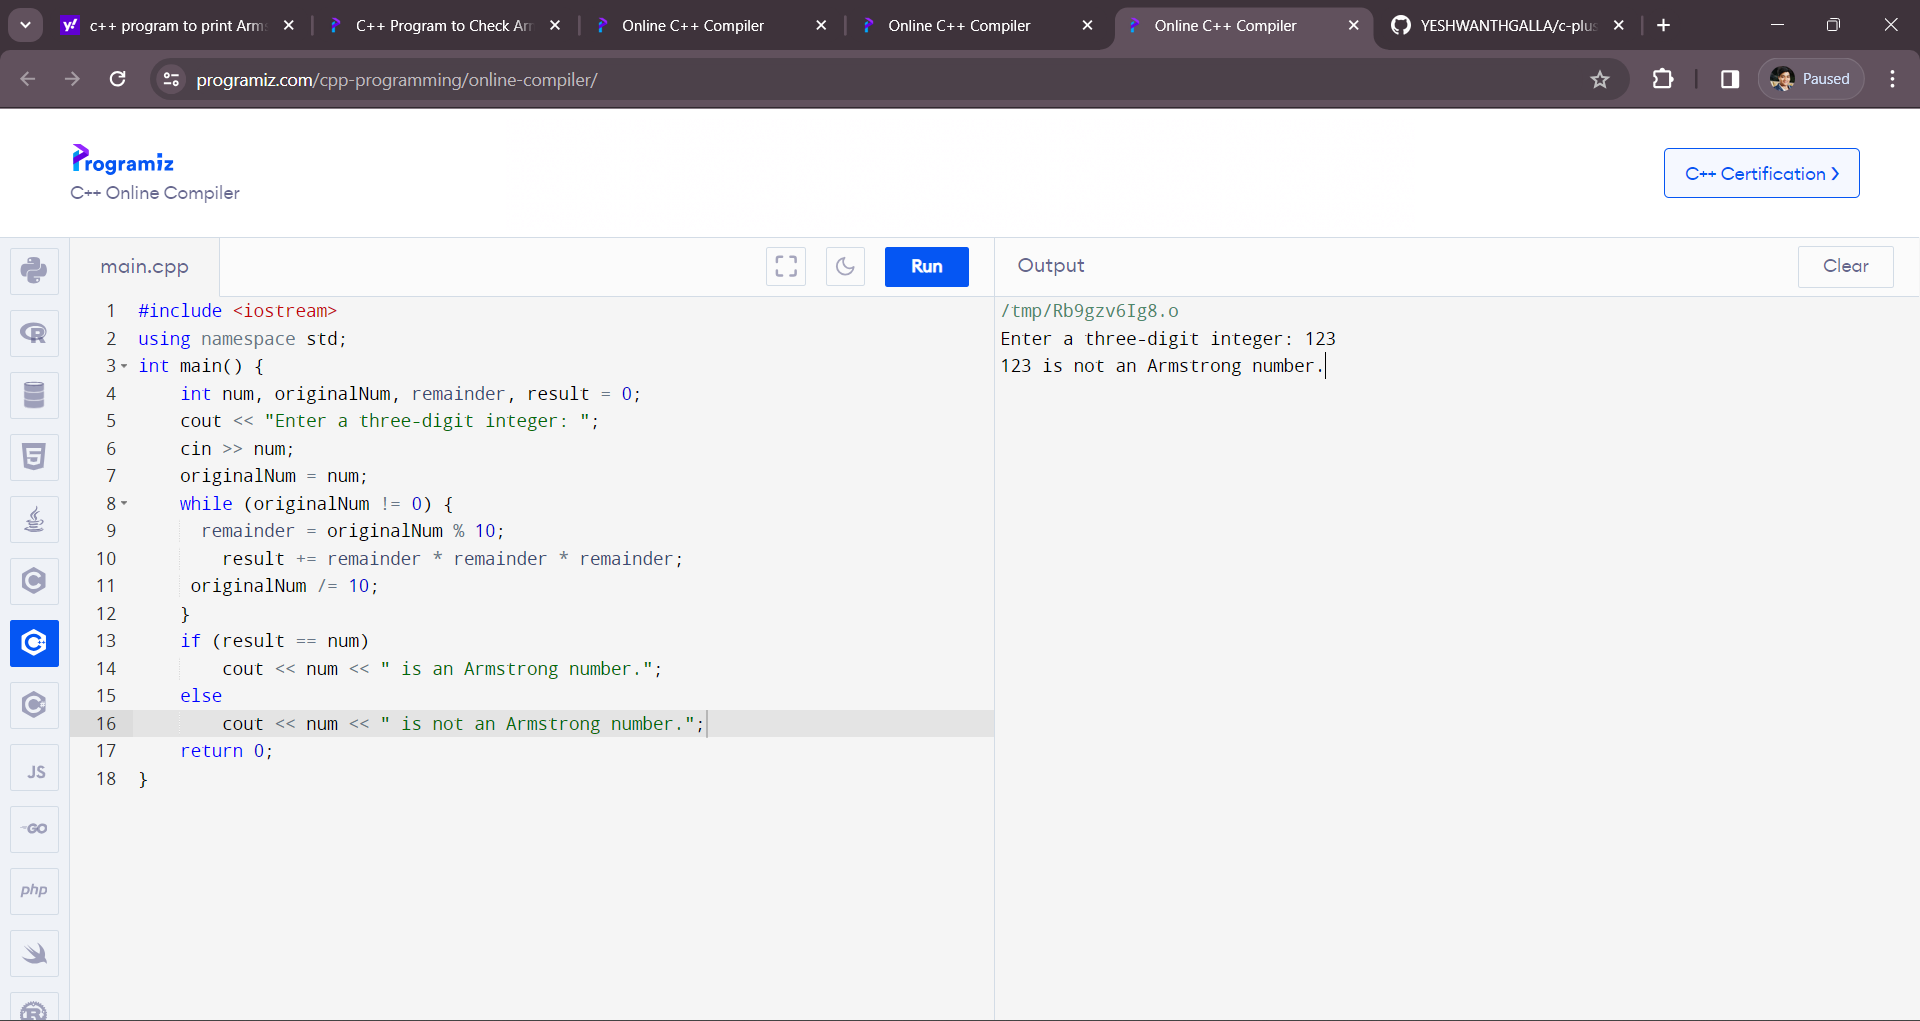 c++ program to print Arms
C++ Program to Check Ar
Online C++ Compiler
Online C++ Compiler
Online C++ Compiler
YESHWANTHGALLA/c-plus
programiz.com/cpp-programming/online-compiler/
Paused
Programiz
C++ Online Compiler
C++ Certification >
main.cpp
Run
Output
Clear
1 #include <iostream>
2 using namespace std;
3 int main() {
4 int num, originalNum, remainder, result = 0;
5 cout << "Enter a three-digit integer: ";
6 cin >> num;
7 originalNum = num;
8 while (originalNum != 0) {
9 remainder = originalNum % 10;
10 result += remainder * remainder * remainder;
11 originalNum /= 10;
12 }
13 if (result == num)
14 cout << num << " is an Armstrong number.";
15 else
16 cout << num << " is not an Armstrong number.";
17 return 0;
18 }
/tmp/Rb9gzv6Ig8.o
Enter a three-digit integer: 123
123 is not an Armstrong number.
JS
GO
php